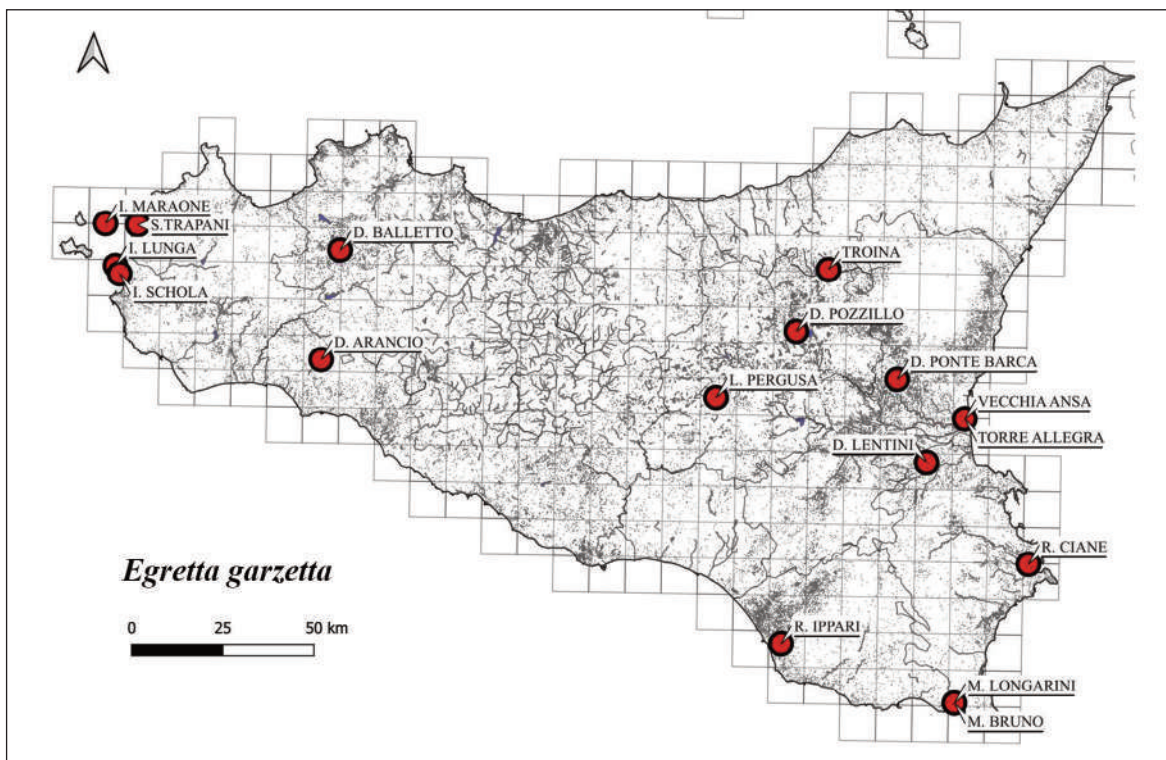 I. MARAONE
S.TRAPANI
I. LUNGA
I. SCHOLA
D. BALLETTO
D. ARANCIO
TROINA
D. POZZILLO
D. PONTE BARCA
L. PERGUSA
VECCHIA ANSA
TORRE ALLEGRA
D. LENTINI
R. CIANE
R. IPPARI
M. LONGARINI
M. BRUNO
Egretta garzetta
0 25 50 km